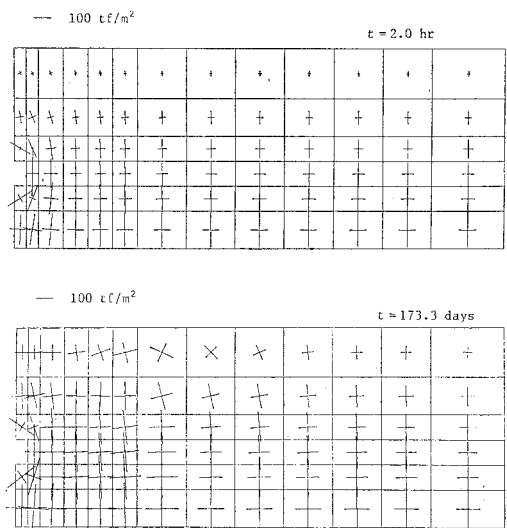 100 tf/m²
t = 2.0 hr
100 tf/m²
t = 173.3 days